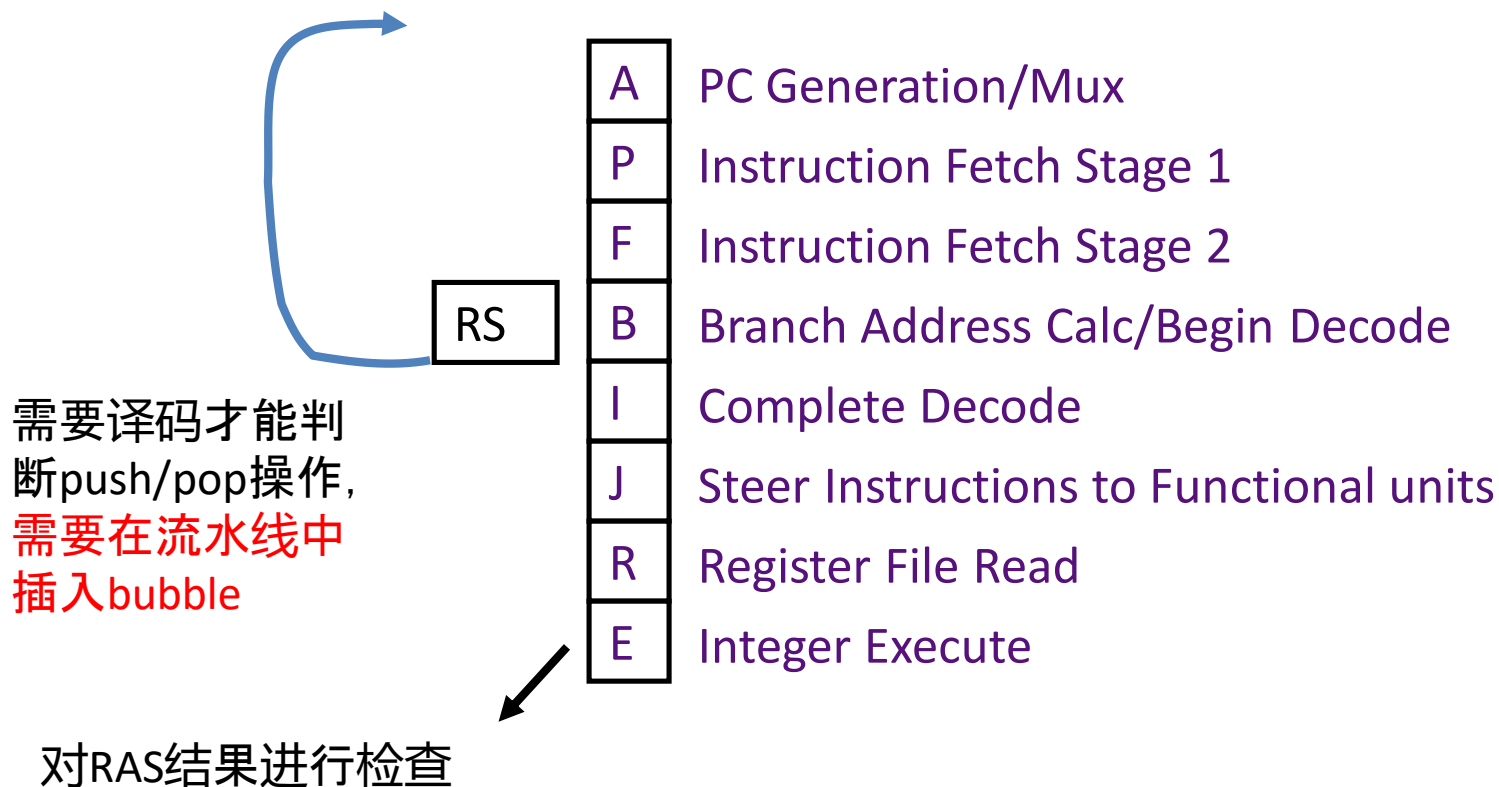 A PC Generation/Mux
P Instruction Fetch Stage 1
F Instruction Fetch Stage 2
RS B Branch Address Calc/Begin Decode
I Complete Decode
J Steer Instructions to Functional units
R Register File Read
E Integer Execute
需要译码才能判
断push/pop操作,
需要在流水线中
插入bubble
对RAS结果进行检查